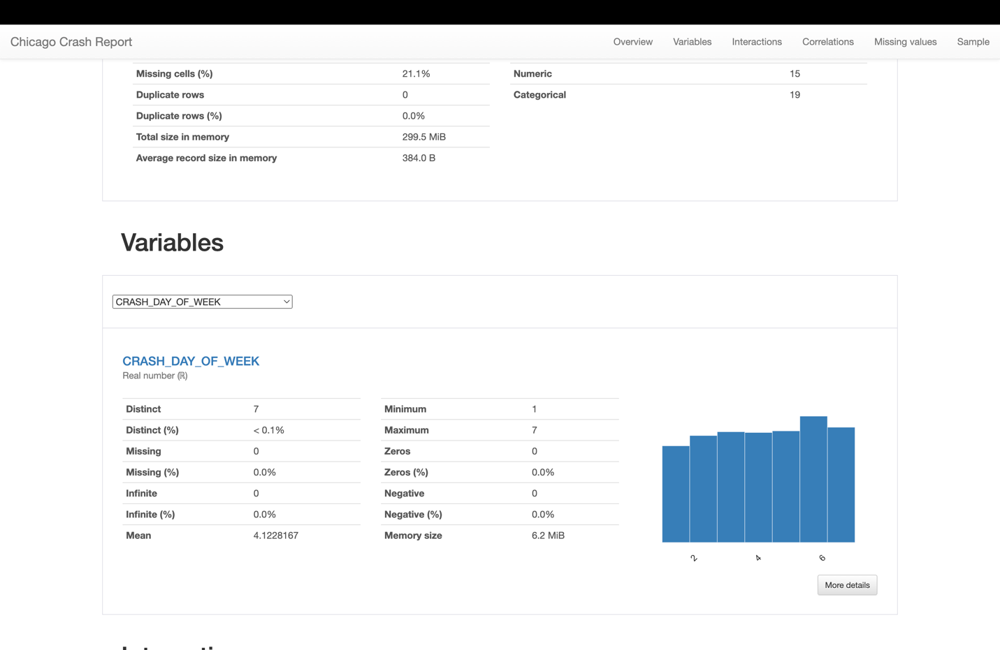 Chicago Crash Report
Overview Variables Interactions Correlations Missing values Sample
Missing cells (%) 21.1%
Duplicate rows 0
Duplicate rows (%) 0.0%
Total size in memory 299.5 MiB
Average record size in memory 384.0 B
Numeric 15
Categorical 19
Variables
CRASH_DAY_OF_WEEK
CRASH_DAY_OF_WEEK
Real number (ℝ)
Distinct 7
Distinct (%) < 0.1%
Missing 0
Missing (%) 0.0%
Infinite 0
Infinite (%) 0.0%
Mean 4.1228167
Minimum 1
Maximum 7
Zeros 0
Zeros (%) 0.0%
Negative 0
Negative (%) 0.0%
Memory size 6.2 MiB
2 4 6
More details